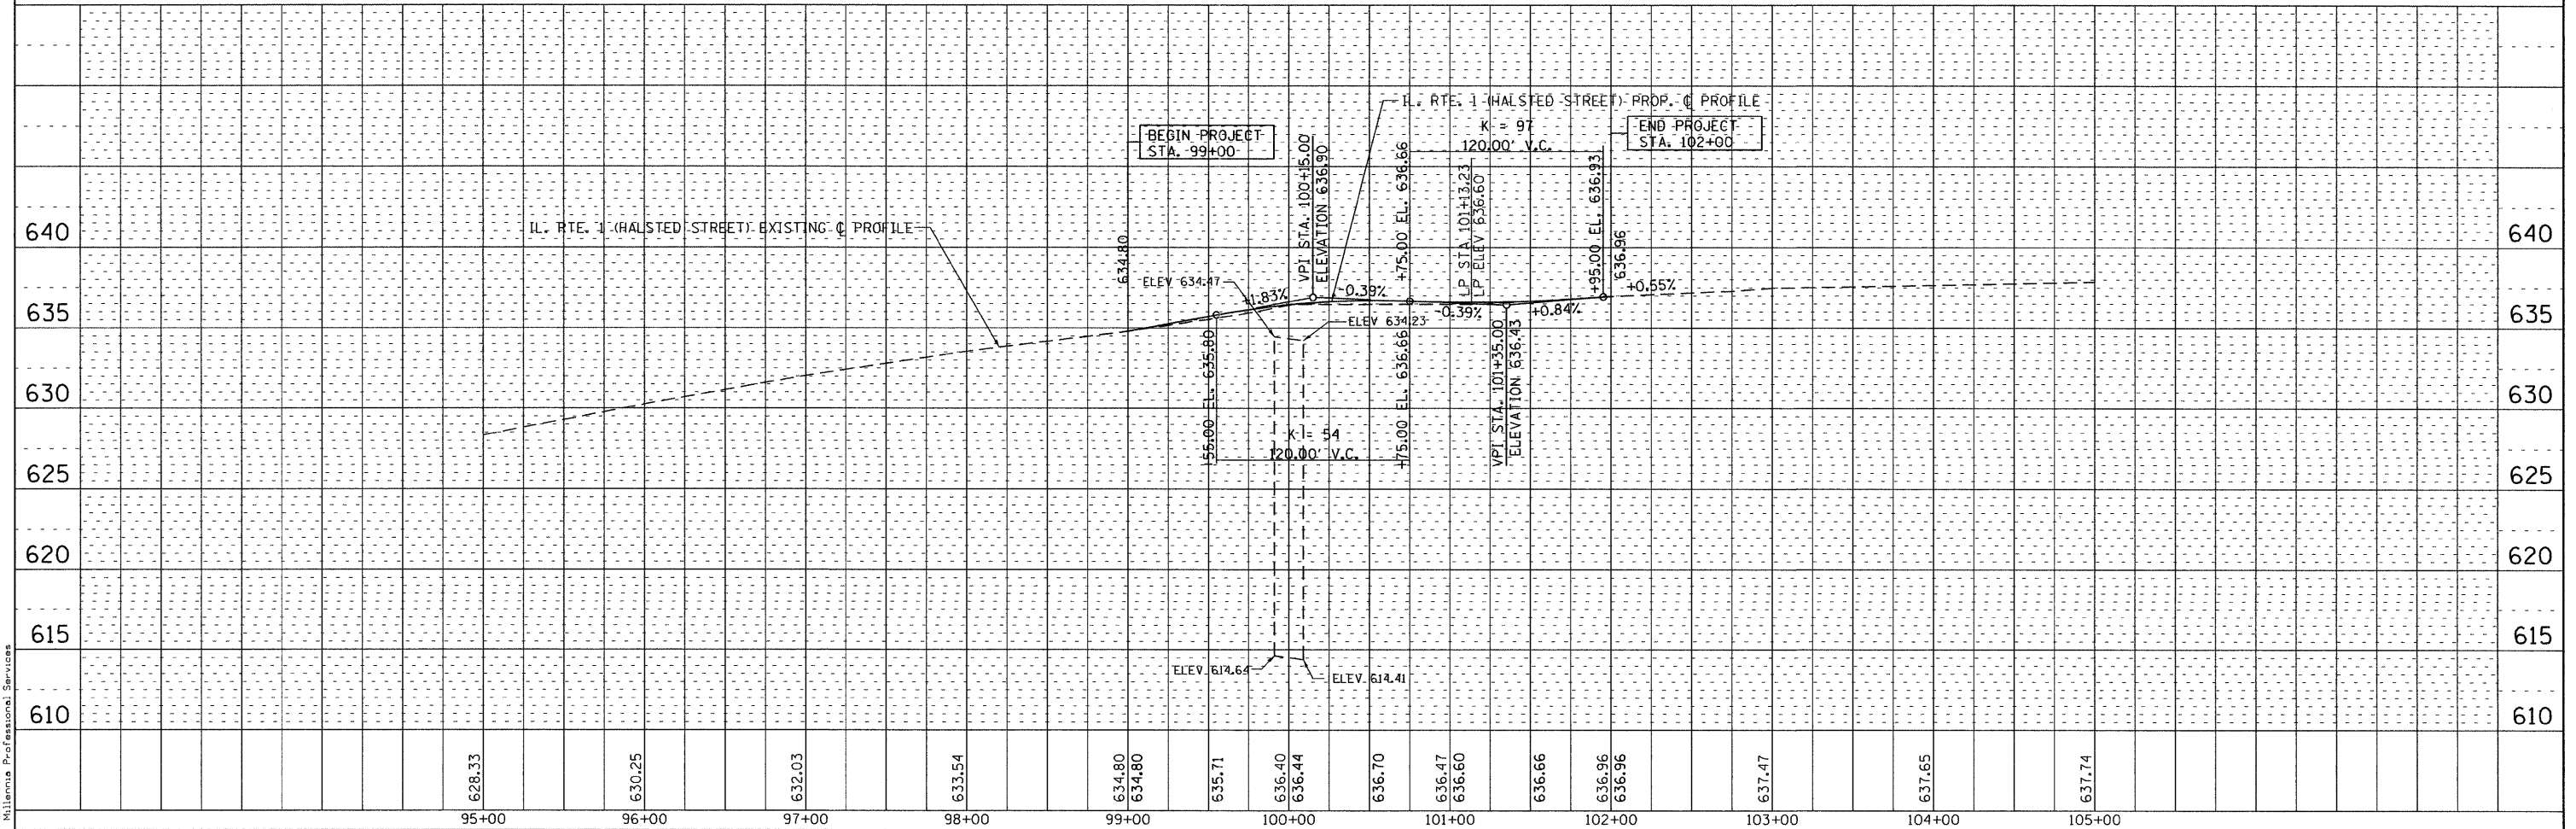 IL. RTE. 1 (HALSTED STREET) PROP. ℄ PROFILE
BEGIN PROJECT
STA. 99+00
K = 97
120.00' V.C.
END PROJECT
STA. 102+00
VPI STA. 100+15.00
ELEVATION 636.90
+75.00 EL. 636.66
LP STA 101+13.23
LP ELEV 636.60
+95.00 EL. 636.93
636.96
634.80
IL. RTE. 1 (HALSTED STREET) EXISTING ℄ PROFILE
640
640
ELEV 634.47
+1.83%
-0.39%
-0.39%
+0.84%
+0.55%
635
635
ELEV 634.23
+55.00 EL. 635.80
+75.00 EL. 636.66
VPI STA. 101+35.00
ELEVATION 636.43
630
630
K = 54
120.00' V.C.
625
625
620
620
615
615
ELEV 614.64
ELEV 614.41
610
610
Millennia Professional Services
628.33
630.25
632.03
633.54
634.80
634.80
635.71
636.40
636.44
636.70
636.47
636.60
636.66
636.96
636.96
637.47
637.65
637.74
95+00
96+00
97+00
98+00
99+00
100+00
101+00
102+00
103+00
104+00
105+00